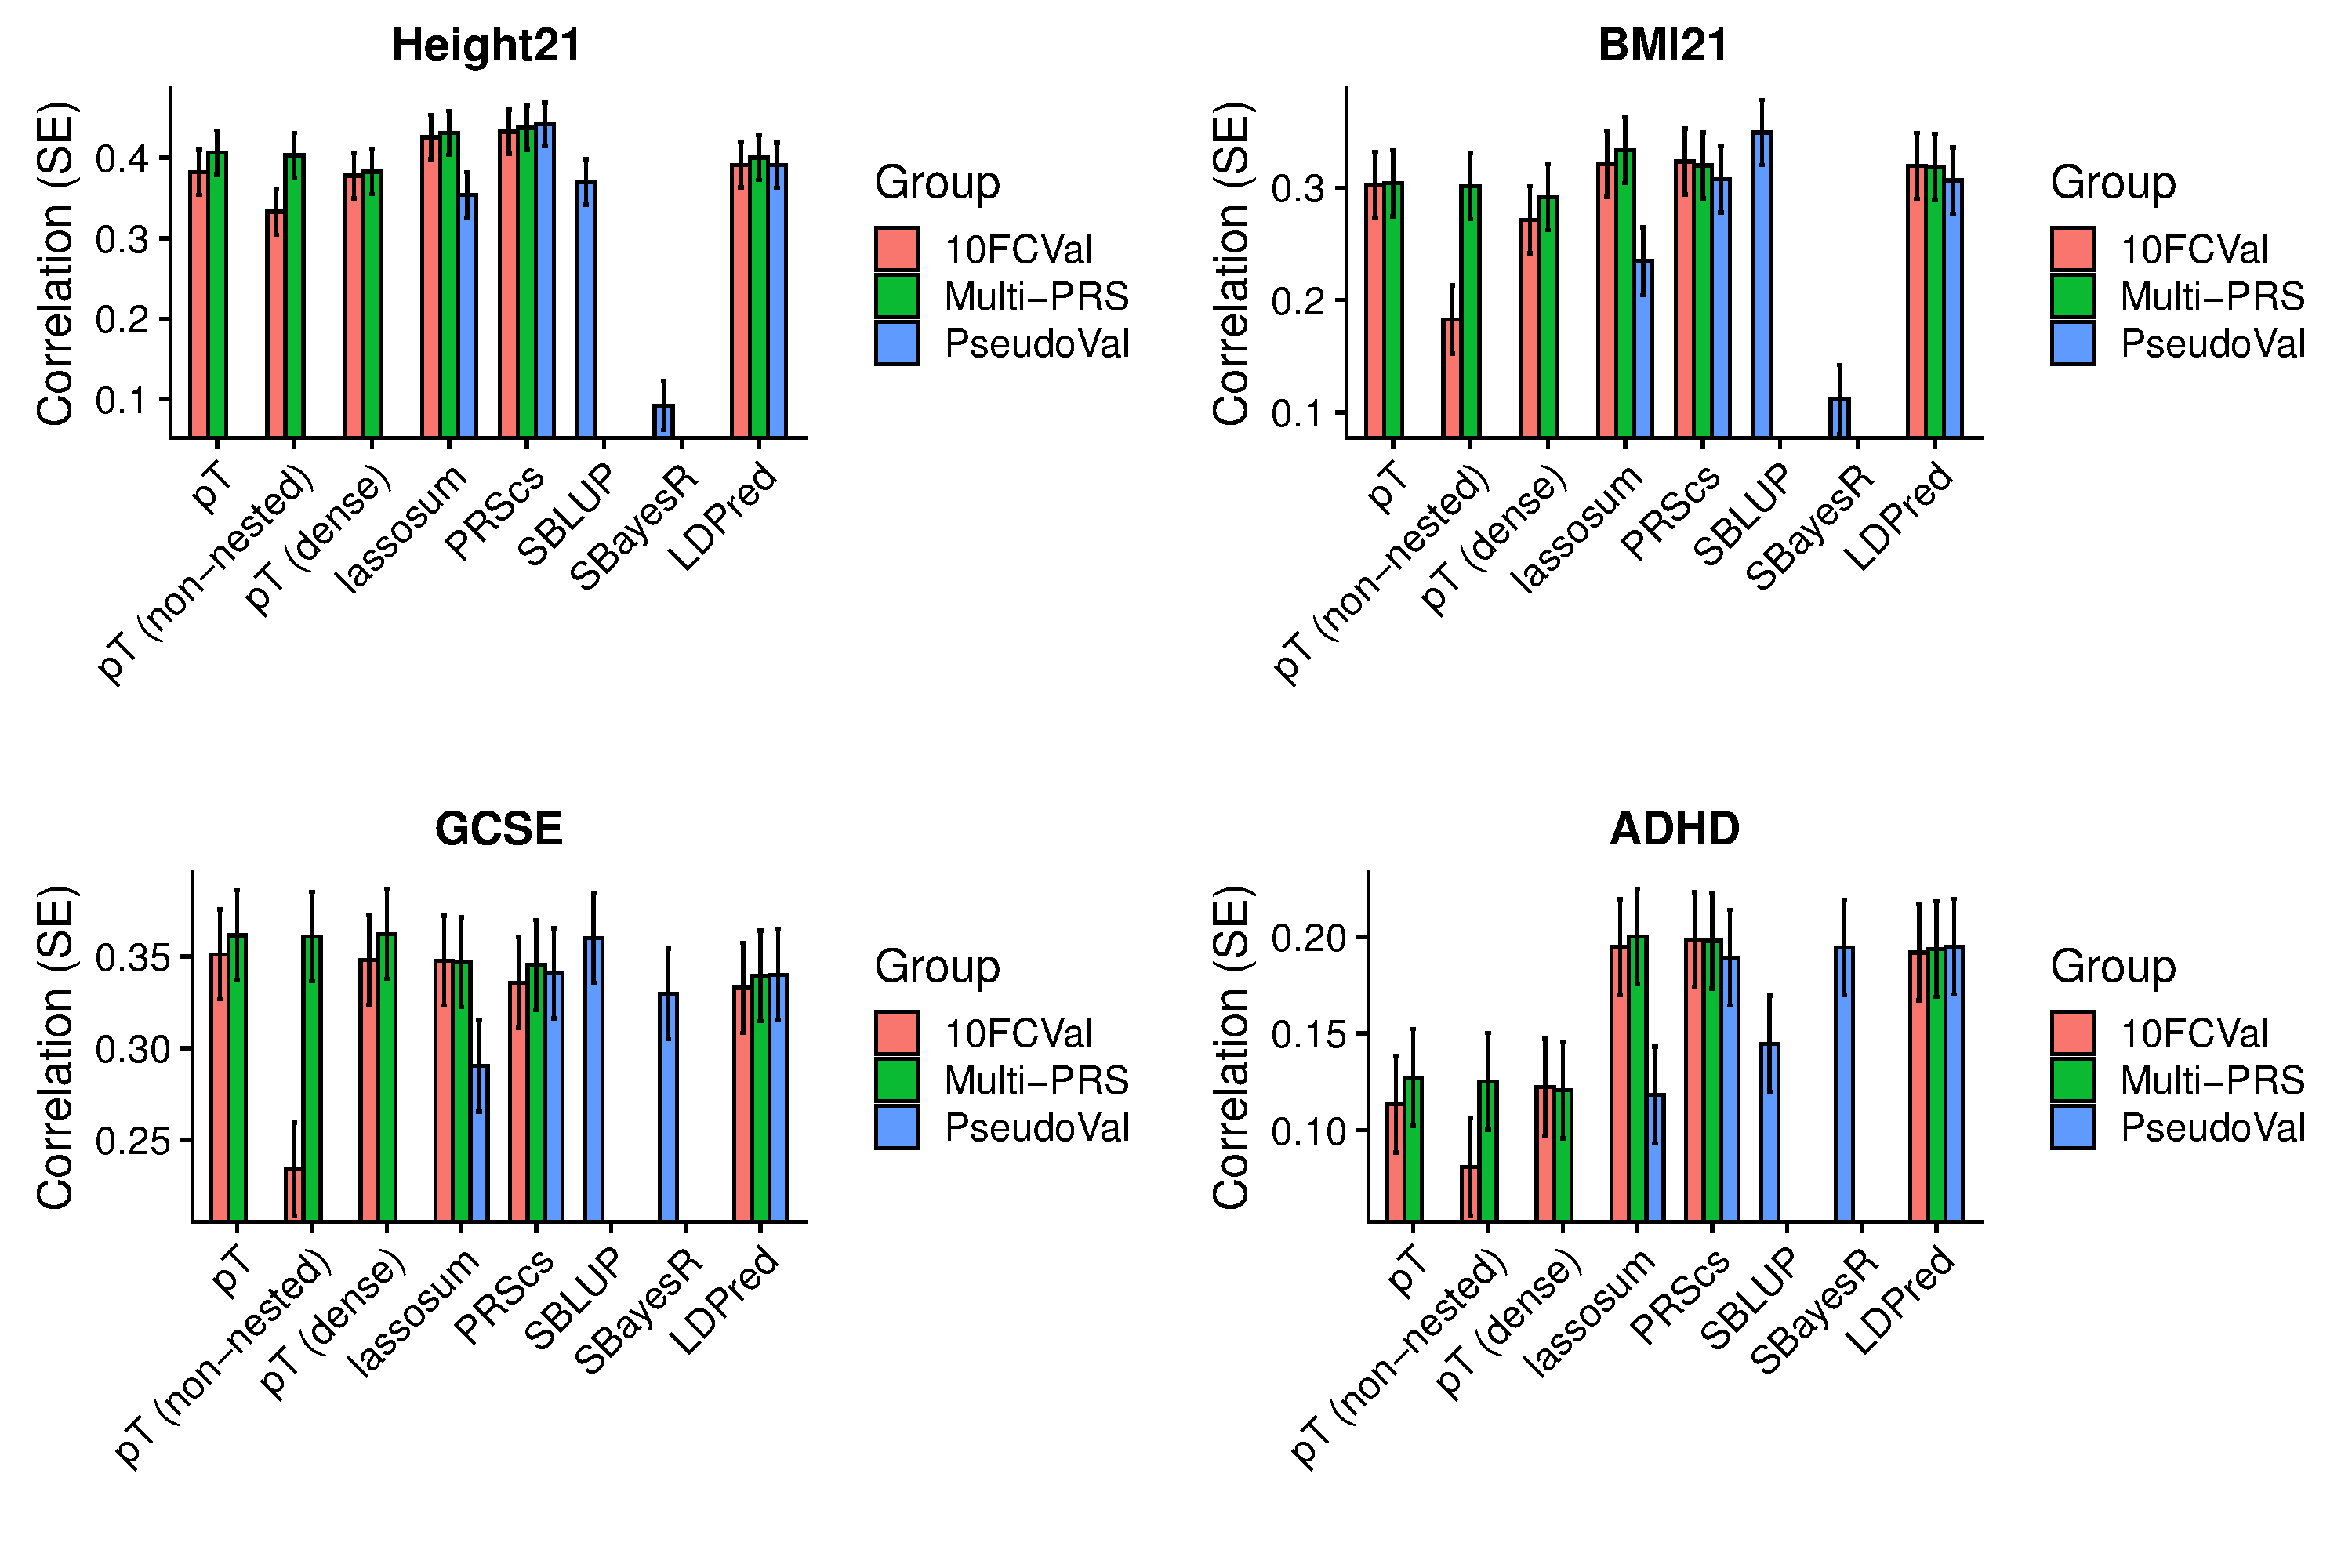 Height21
Correlation (SE)
0.4
0.3
0.2
0.1
pT
pT (non−nested)
pT (dense)
lassosum
PRScs
SBLUP
SBayesR
LDPred
Group
10FCVal
Multi−PRS
PseudoVal
BMI21
Correlation (SE)
0.3
0.2
0.1
pT
pT (non−nested)
pT (dense)
lassosum
PRScs
SBLUP
SBayesR
LDPred
Group
10FCVal
Multi−PRS
PseudoVal
GCSE
Correlation (SE)
0.35
0.30
0.25
pT
pT (non−nested)
pT (dense)
lassosum
PRScs
SBLUP
SBayesR
LDPred
Group
10FCVal
Multi−PRS
PseudoVal
ADHD
Correlation (SE)
0.20
0.15
0.10
pT
pT (non−nested)
pT (dense)
lassosum
PRScs
SBLUP
SBayesR
LDPred
Group
10FCVal
Multi−PRS
PseudoVal